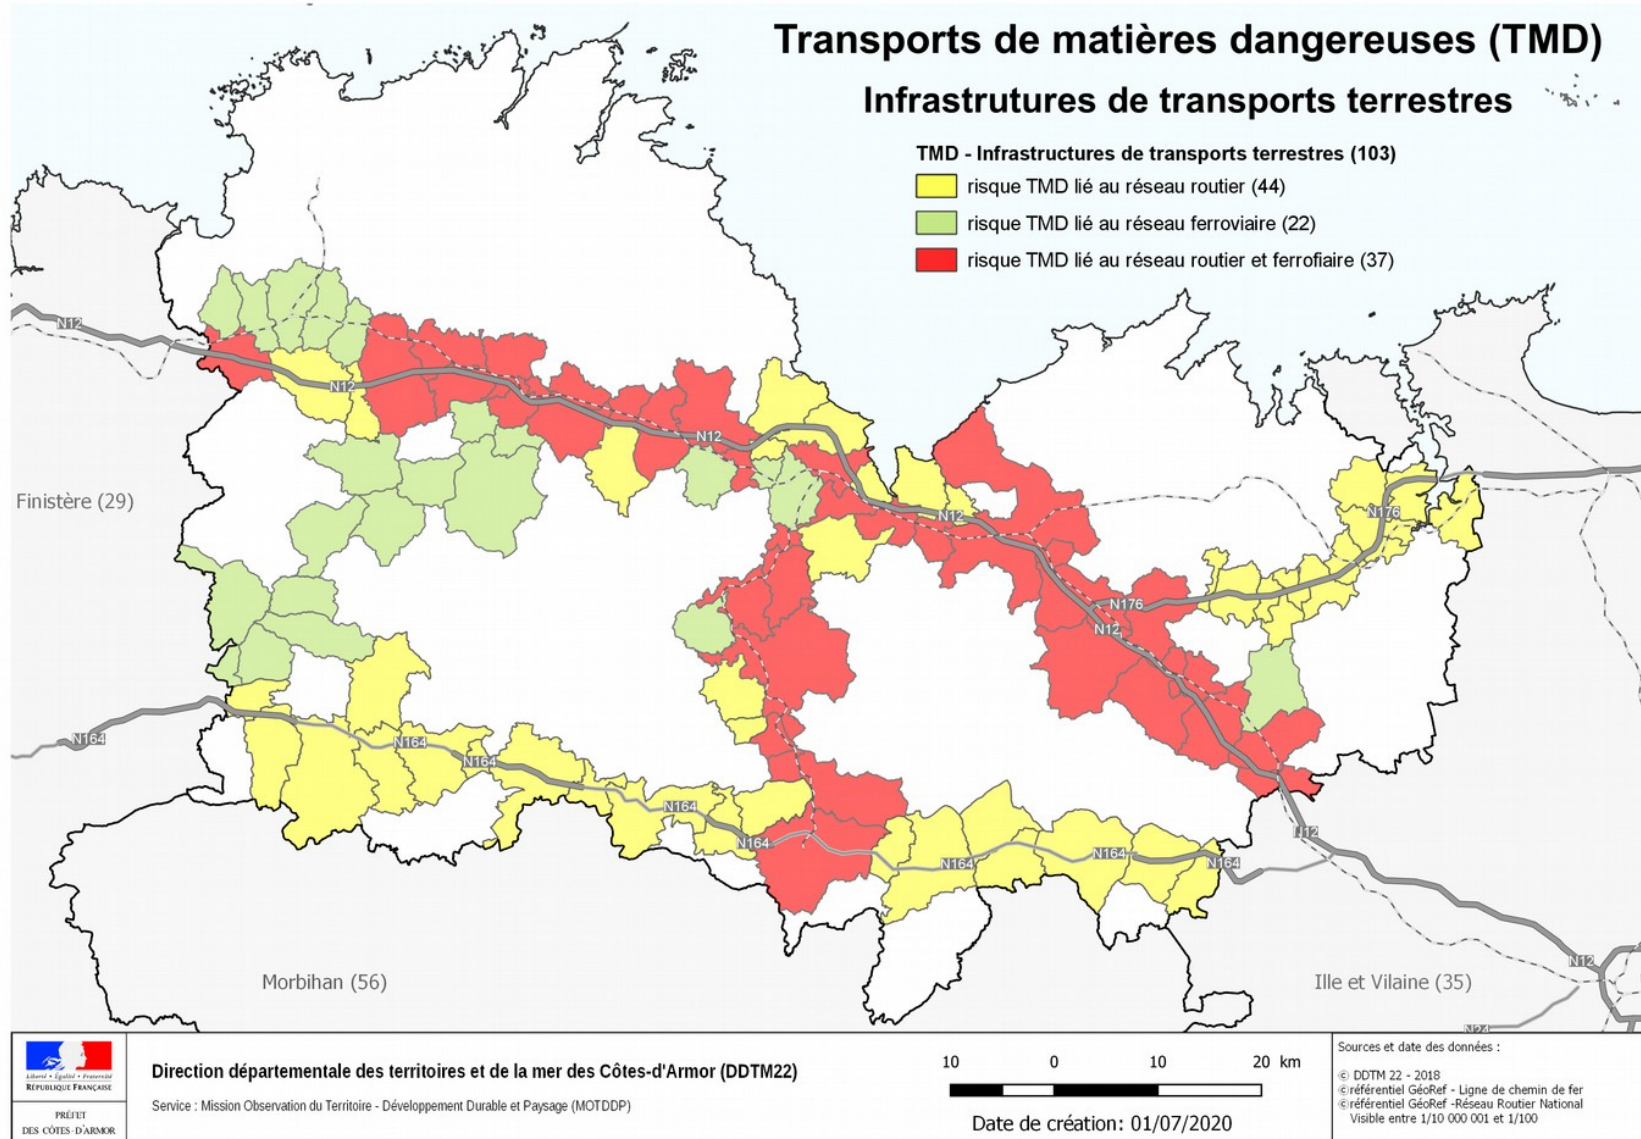 Transports de matières dangereuses (TMD)
Infrastrutures de transports terrestres
TMD - Infrastructures de transports terrestres (103)
risque TMD lié au réseau routier (44)
risque TMD lié au réseau ferroviaire (22)
risque TMD lié au réseau routier et ferrofiaire (37)
N12
N12
N12
N12
N176
N176
N12
N164
N164
N164
N164
N164
N164
N164
N164
N12
N12
N24
Finistère (29)
Morbihan (56)
Ille et Vilaine (35)
Liberté • Égalité • Fraternité
RÉPUBLIQUE FRANÇAISE
PRÉFET
DES CÔTES-D'ARMOR
Direction départementale des territoires et de la mer des Côtes-d'Armor (DDTM22)
Service : Mission Observation du Territoire - Développement Durable et Paysage (MOTDDP)
10 0 10 20 km
Date de création: 01/07/2020
Sources et date des données :
© DDTM 22 - 2018
©référentiel GéoRef - Ligne de chemin de fer
©référentiel GéoRef -Réseau Routier National
Visible entre 1/10 000 001 et 1/100